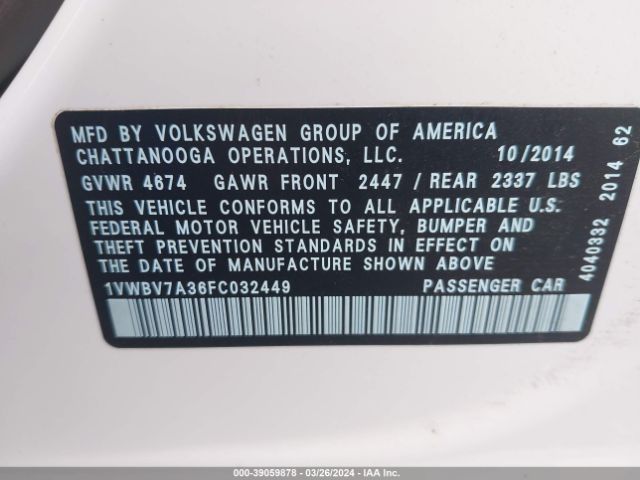 MFD BY VOLKSWAGEN GROUP OF AMERICA
CHATTANOOGA OPERATIONS, LLC. 10/2014
GVWR 4674 GAWR FRONT 2447 / REAR 2337 LBS
THIS VEHICLE CONFORMS TO ALL APPLICABLE U.S.
FEDERAL MOTOR VEHICLE SAFETY, BUMPER AND
THEFT PREVENTION STANDARDS IN EFFECT ON
THE DATE OF MANUFACTURE SHOWN ABOVE
1VWBV7A36FC032449 PASSENGER CAR
4040332 2014 62
000-39059878 - 03/26/2024 - IAA Inc.